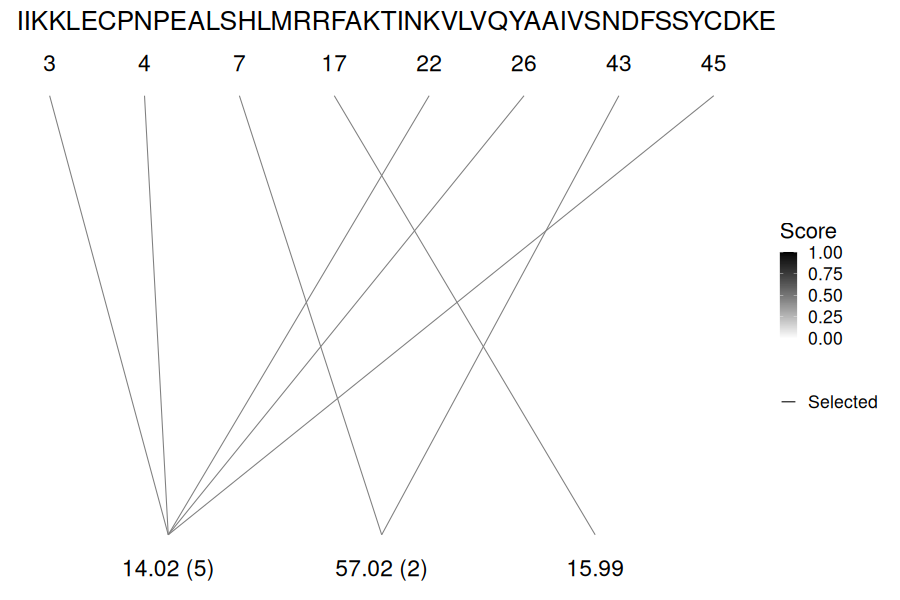 IIKKLECPNPEALSHLMRRFAKTINKVLVQYAAIVSNDFSSYCDKE
3 4 7 17 22 26 43 45
Score
1.00
0.75
0.50
0.25
0.00
Selected
14.02 (5) 57.02 (2) 15.99